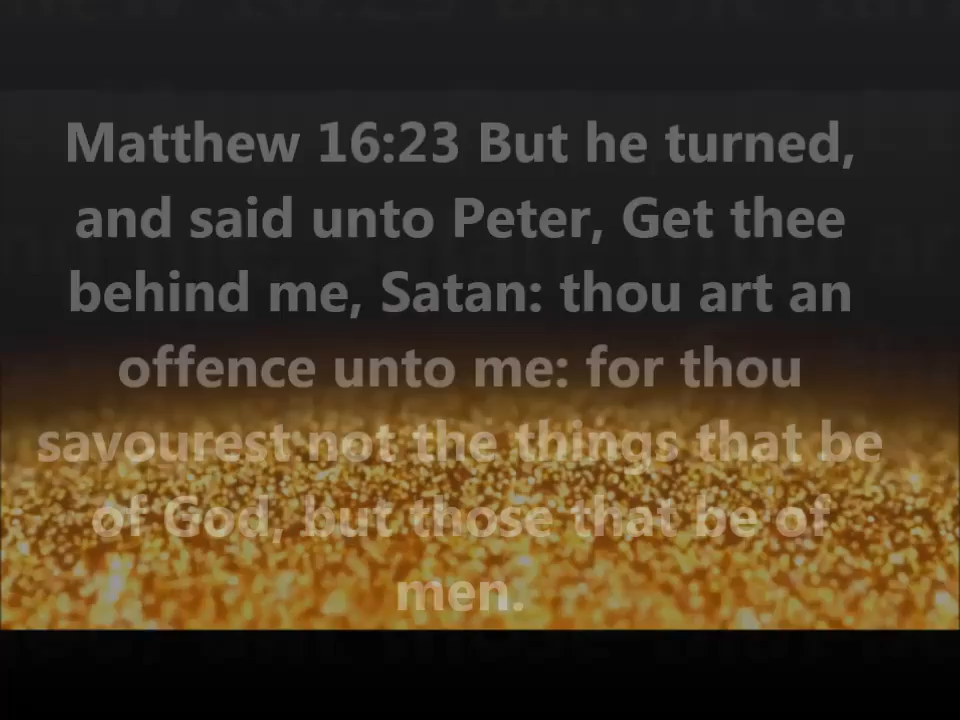 Matthew 16:23 But he turned,
and said unto Peter, Get thee
behind me, Satan: thou art an
offence unto me: for thou
savourest not the things that be
of God, but those that be of
men.